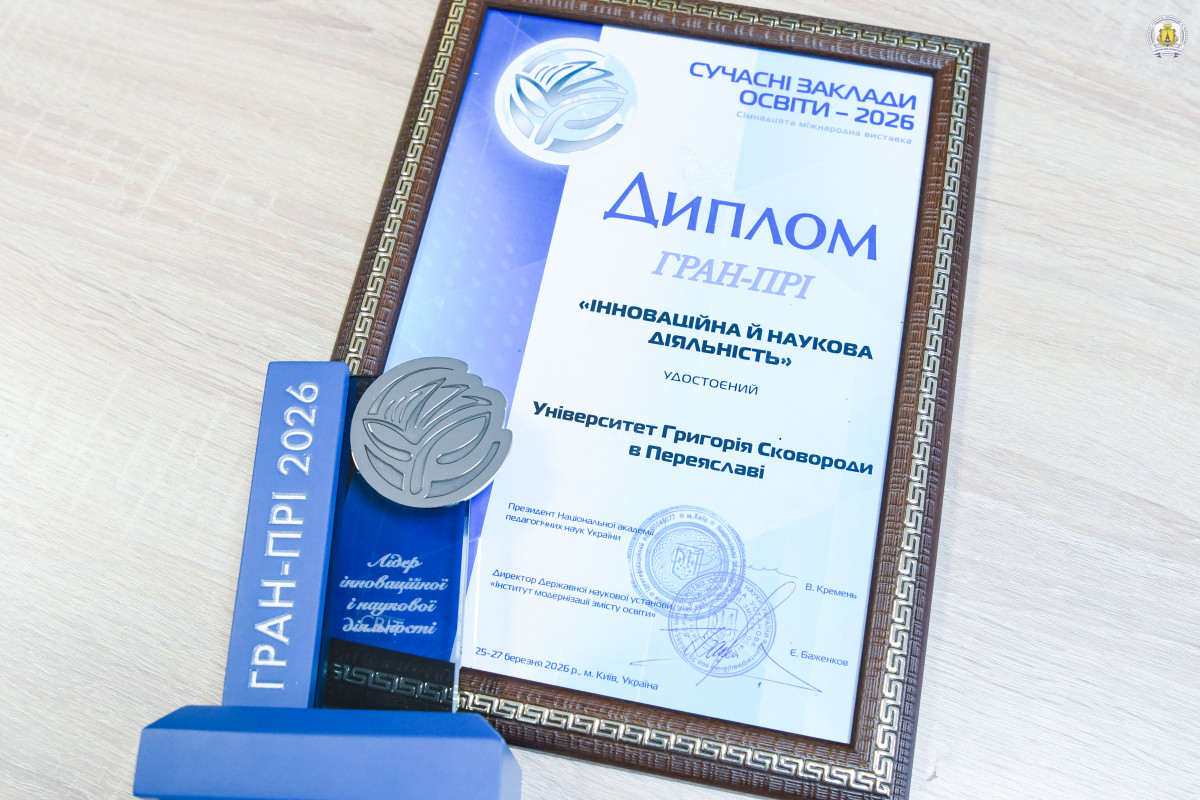 СУЧАСНІ ЗАКЛАДИ
ОСВІТИ – 2026
Сімнадцята міжнародна виставка
ДИПЛОМ
ГРАН-ПРІ
«ІННОВАЦІЙНА Й НАУКОВА
ДІЯЛЬНІСТЬ»
УДОСТОЄНИЙ
Університет Григорія Сковороди
в Переяславі
Президент Національної академії
педагогічних наук України
В. Кремень
Директор Державної наукової установи
«Інститут модернізації змісту освіти»
Є. Баженков
25-27 березня 2026 р., м. Київ, Україна
ГРАН-ПРІ 2026
Лідер
інноваційної
і наукової
діяльності